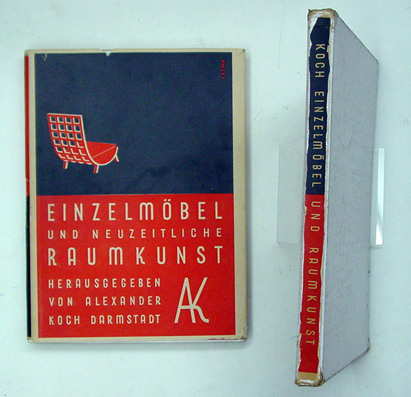 EINZELMÖBEL
UND NEUZEITLICHE
RAUMKUNST
HERAUSGEGEBEN
VON ALEXANDER
KOCH DARMSTADT
AK
KOCH EINZELMÖBEL UND RAUMKUNST